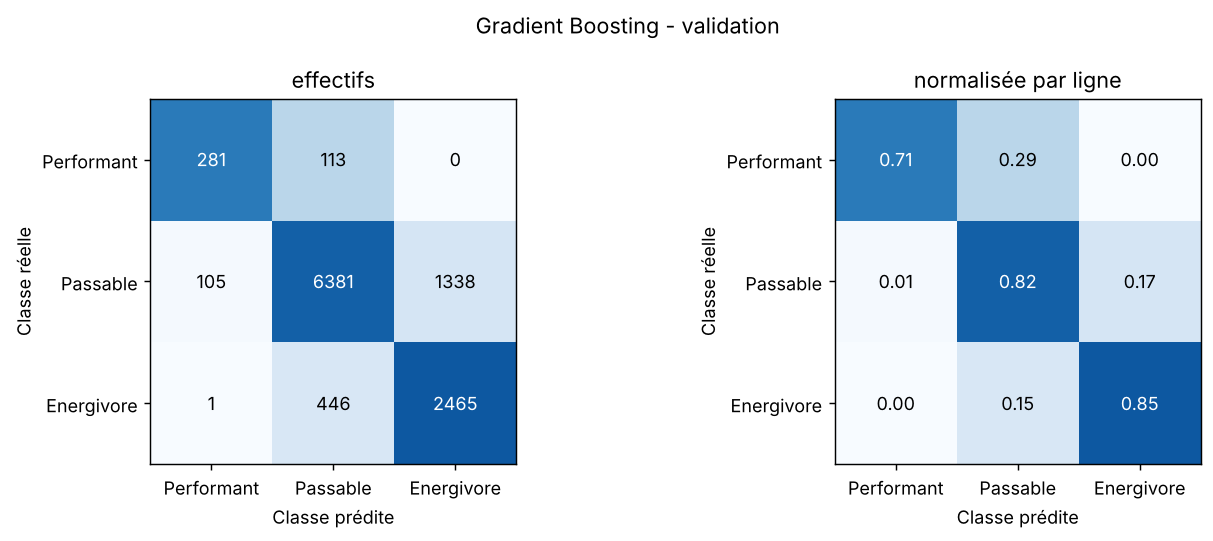 Gradient Boosting - validation
effectifs
Classe réelle
Performant 281 113 0
Passable 105 6381 1338
Energivore 1 446 2465
Performant Passable Energivore
Classe prédite
normalisée par ligne
Classe réelle
Performant 0.71 0.29 0.00
Passable 0.01 0.82 0.17
Energivore 0.00 0.15 0.85
Performant Passable Energivore
Classe prédite